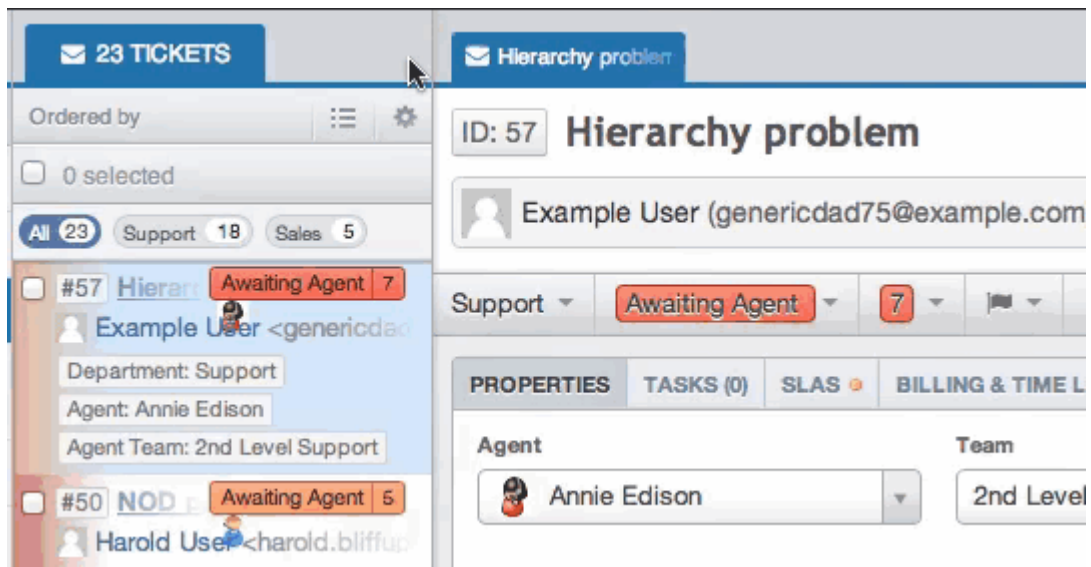 23 TICKETS
Ordered by
0 selected
All 23 Support 18 Sales 5
#57 Awaiting Agent 7
Example User <genericdad
Department: Support
Agent: Annie Edison
Agent Team: 2nd Level Support
#50 NOD Awaiting Agent 5
Harold User <harold.bliffup
Hierarchy problem
ID: 57 Hierarchy problem
Example User (genericdad75@example.com
Support Awaiting Agent 7
PROPERTIES TASKS (0) SLAS BILLING & TIME L
Agent
Annie Edison
Team
2nd Level